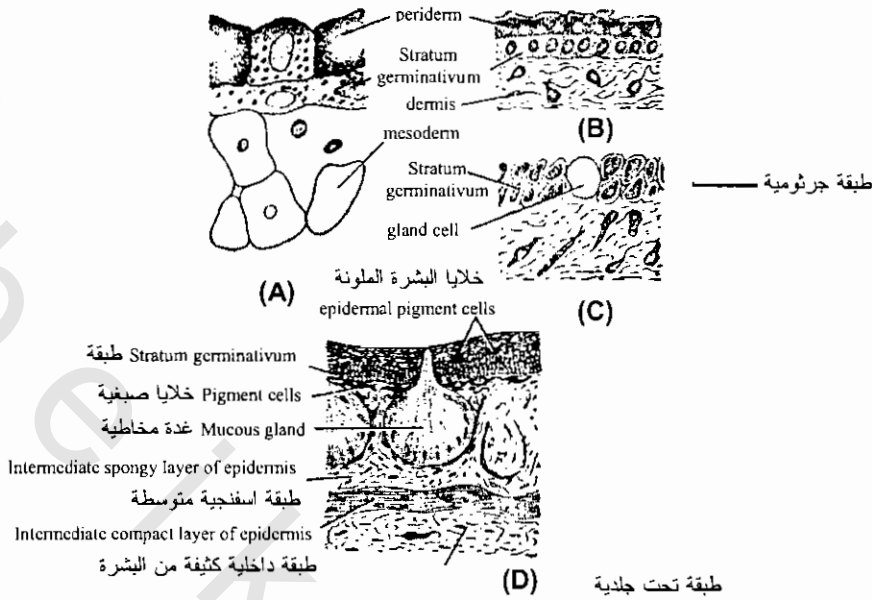 periderm
Stratum
germinativum
dermis
(B)
mesoderm
Stratum
germinativum
gland cell
طبقة جرثومية
(A)
(C)
خلايا البشرة الملونة
epidermal pigment cells
طبقة Stratum germinativum
خلايا صبغية Pigment cells
غدة مخاطية Mucous gland
Intermediate spongy layer of epidermis
طبقة اسفنجية متوسطة
Intermediate compact layer of epidermis
طبقة داخلية كثيفة من البشرة
(D)
طبقة تحت جلدية